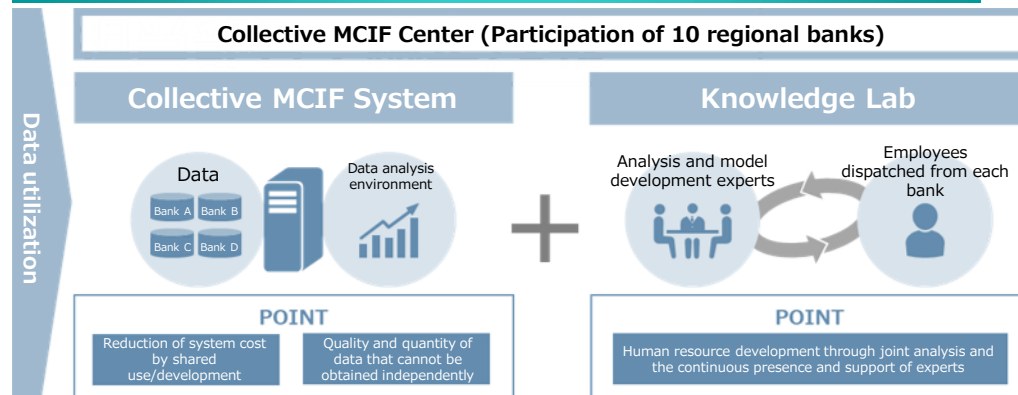 Collective MCIF Center (Participation of 10 regional banks)
Data utilization
Collective MCIF System
Knowledge Lab
Data
Bank A
Bank B
Bank C
Bank D
Data analysis
environment
Analysis and model
development experts
Employees
dispatched from each
bank
POINT
Reduction of system cost
by shared
use/development
Quality and quantity of
data that cannot be
obtained independently
POINT
Human resource development through joint analysis and
the continuous presence and support of experts